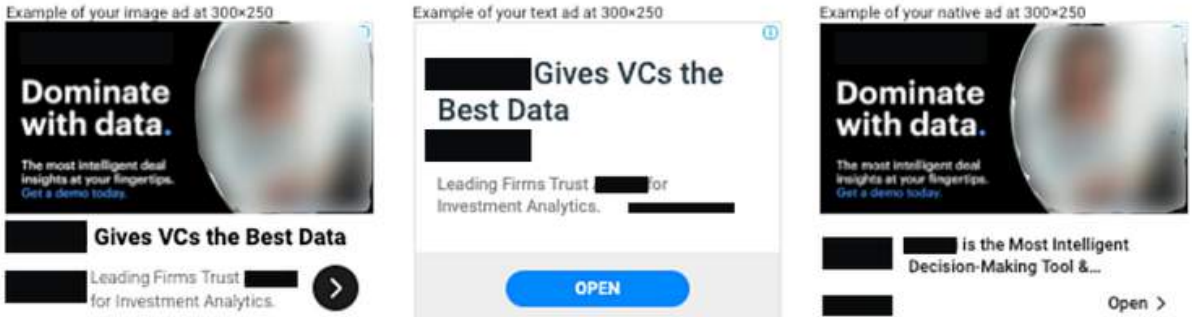 Example of your image ad at 300×250
Dominate
with data.
The most intelligent deal
insights at your fingertips.
Get a demo today.
Gives VCs the Best Data
Leading Firms Trust
for Investment Analytics.
Example of your text ad at 300×250
Gives VCs the
Best Data
Leading Firms Trust for
Investment Analytics.
OPEN
Example of your native ad at 300×250
Dominate
with data.
The most intelligent deal
insights at your fingertips.
Get a demo today.
is the Most Intelligent
Decision-Making Tool &...
Open >